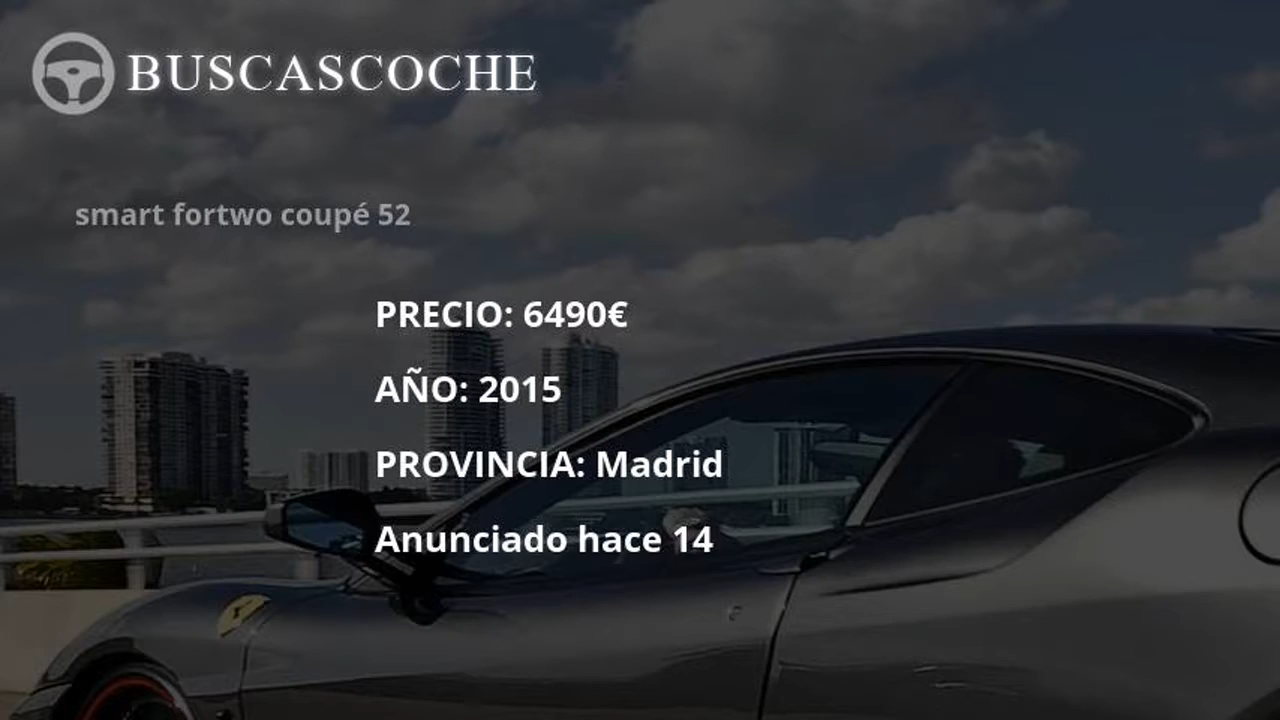 BUSCASCOCHE
smart fortwo coupé 52
PRECIO: 6490€
AÑO: 2015
PROVINCIA: Madrid
Anunciado hace 14